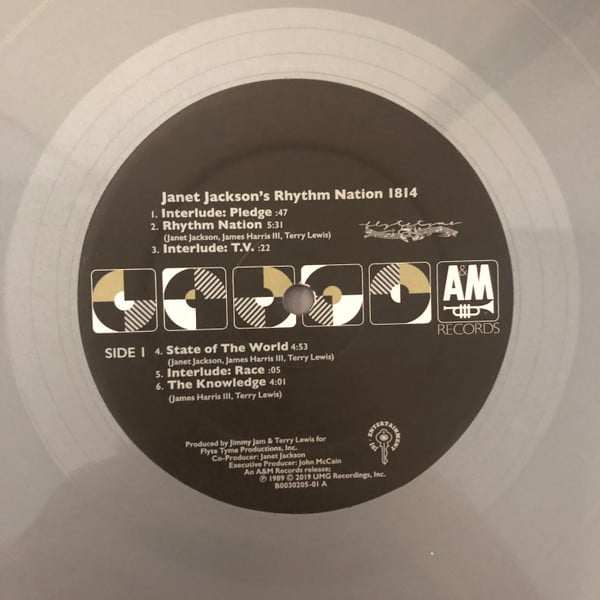 Janet Jackson's Rhythm Nation 1814
1. Interlude: Pledge :47
2. Rhythm Nation 5:31
(Janet Jackson, James Harris III, Terry Lewis)
3. Interlude: T.V. :22
flyte tyme
A&M
RECORDS
SIDE 1
4. State of The World 4:53
(Janet Jackson, James Harris III, Terry Lewis)
5. Interlude: Race :05
6. The Knowledge 4:01
(James Harris III, Terry Lewis)
Produced by Jimmy Jam & Terry Lewis for
Flyte Tyme Productions, Inc.
Co-Producer: Janet Jackson
Executive Producer: John McCain
An A&M Records release;
℗ 1989 © 2019 UMG Recordings, Inc.
B0030205-01 A
JDJ ENTERTAINMENT